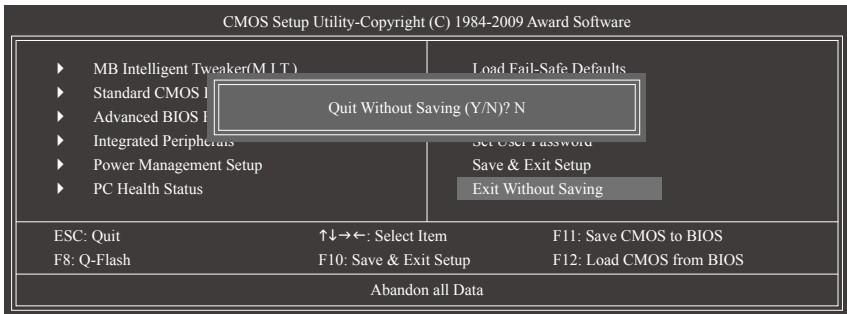 CMOS Setup Utility-Copyright (C) 1984-2009 Award Software
MB Intelligent Tweaker(M.I.T.)
Standard CMOS
Advanced BIOS
Integrated Peripherals
Power Management Setup
PC Health Status
Load Fail-Safe Defaults
Set User Password
Save & Exit Setup
Exit Without Saving
Quit Without Saving (Y/N)? N
ESC: Quit
↑↓→←: Select Item
F11: Save CMOS to BIOS
F8: Q-Flash
F10: Save & Exit Setup
F12: Load CMOS from BIOS
Abandon all Data